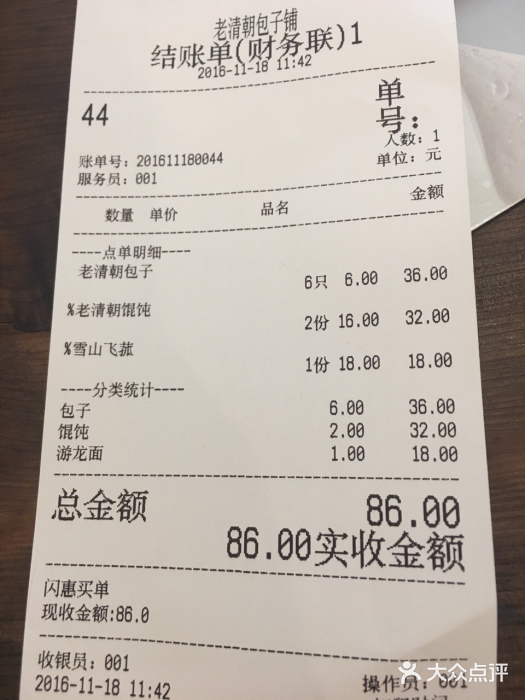 老清朝包子铺
结账单(财务联)1
2016-11-18 11:42
44
单号：
人数：1
账单号：201611180044
单位：元
服务员：001
数量 单价 品名 金额
----点单明细----
老清朝包子
6只 6.00 36.00
%老清朝馄饨
2份 16.00 32.00
%雪山飞菰
1份 18.00 18.00
----分类统计----
包子 6.00 36.00
馄饨 2.00 32.00
游龙面 1.00 18.00
总金额 86.00
86.00实收金额
闪惠买单
现收金额:86.0
收银员：001
操作员：001
2016-11-18 11:42
大众点评